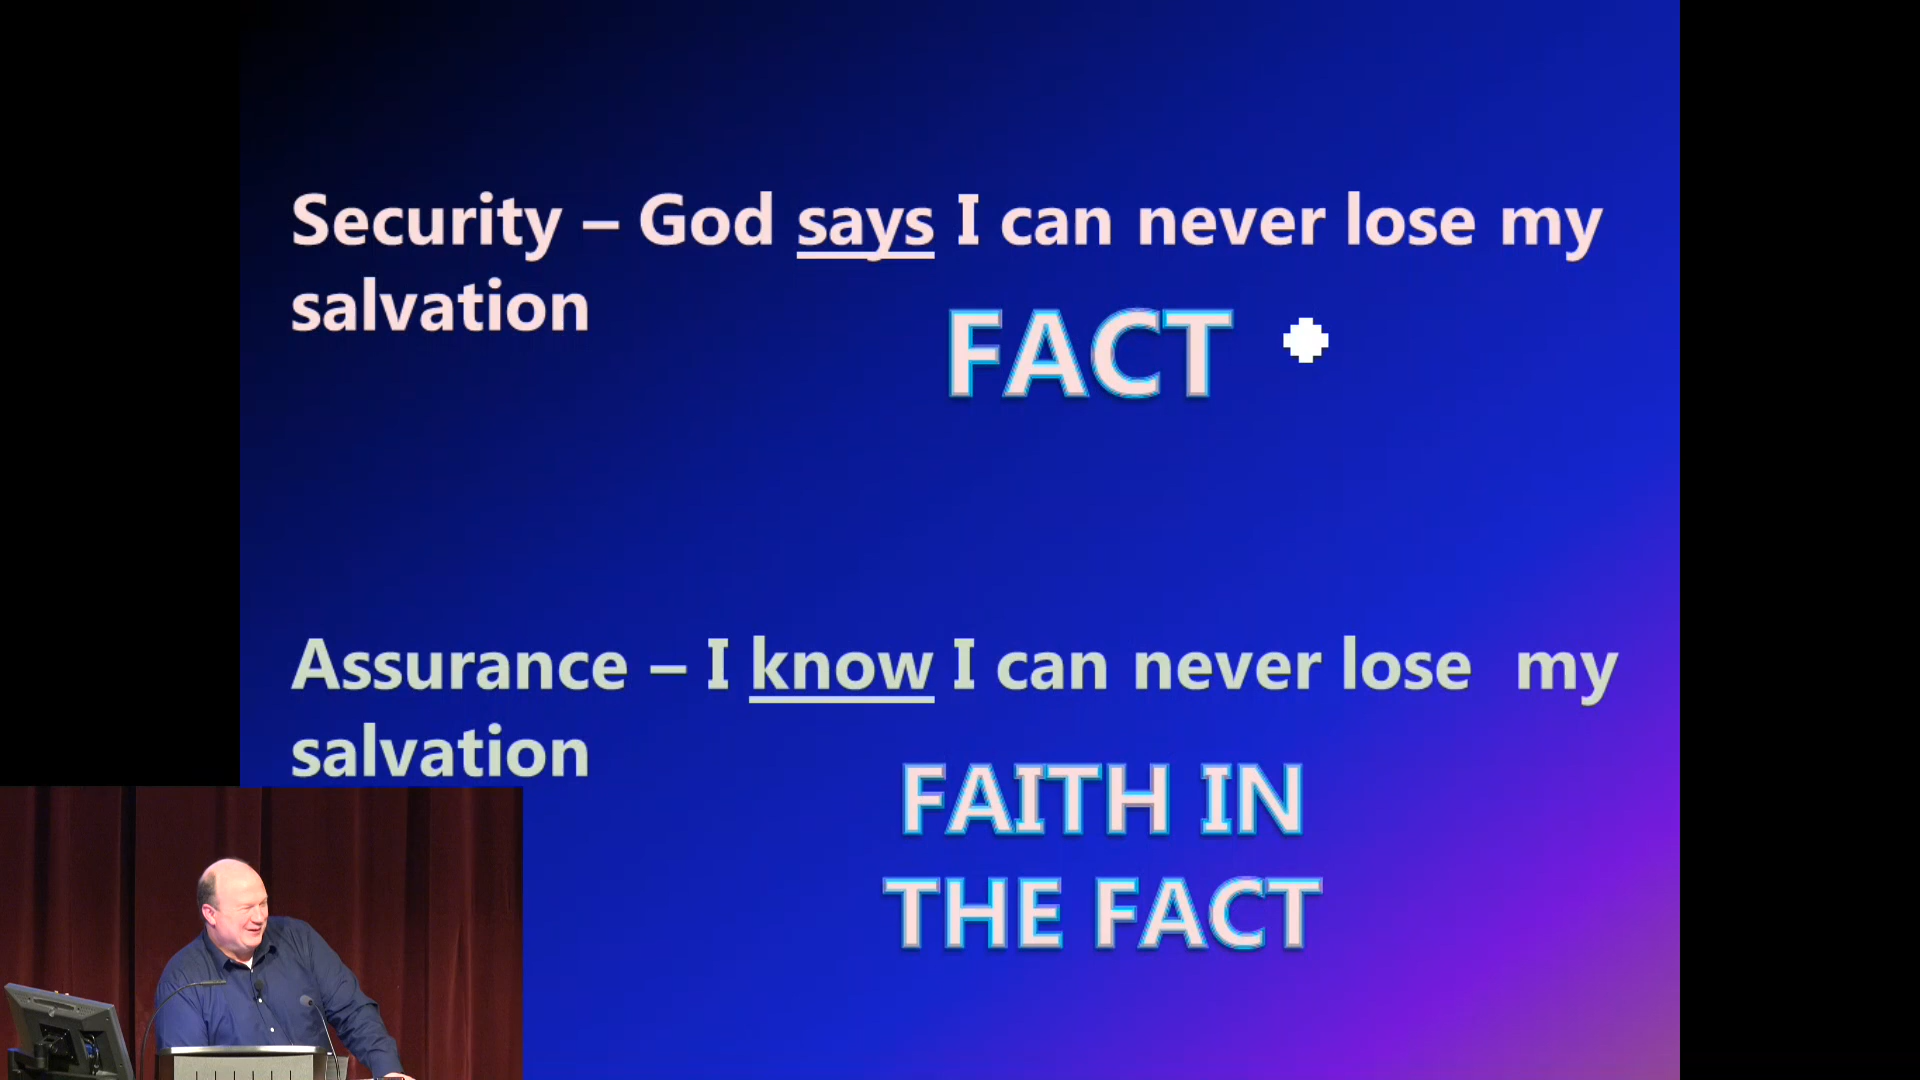 Security – God says I can never lose my
salvation
FACT
Assurance – I know I can never lose  my
salvation
FAITH IN
THE FACT